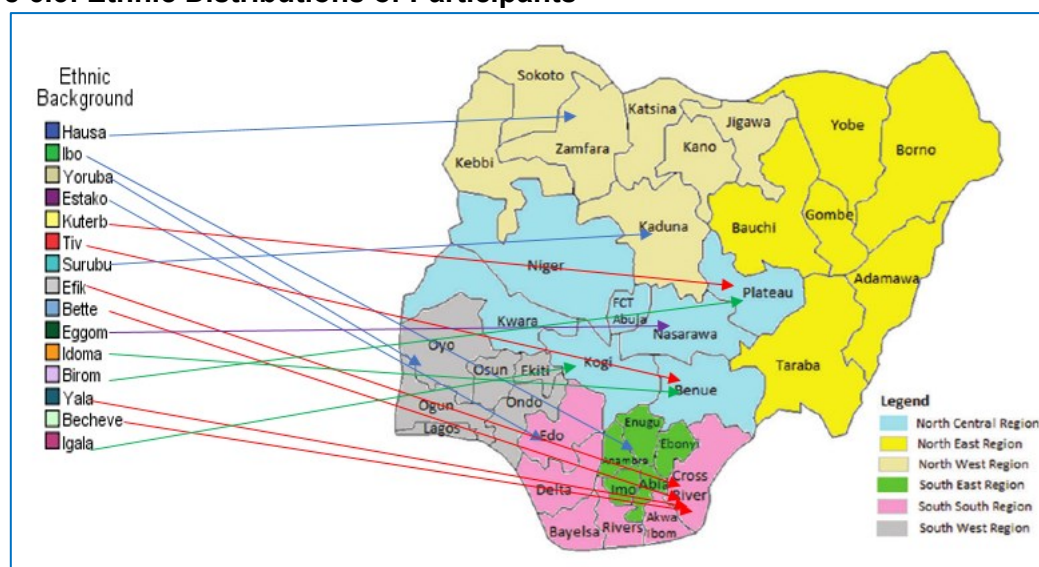 Ethnic Distributions of Participants
Ethnic
Background
Hausa
Ibo
Yoruba
Estako
Kuterb
Tiv
Surubu
Efik
Bette
Eggom
Idoma
Birom
Yala
Becheve
Igala
Sokoto
Katsina
Jigawa
Yobe
Borno
Zamfara
Kano
Kebbi
Kaduna
Bauchi
Gombe
Adamawa
Niger
Plateau
FCT
Abuja
Kwara
Nasarawa
Taraba
Oyo
Kogi
Osun
Ekiti
Benue
Ogun
Ondo
Lagos
Edo
Enugu
Ebonyi
Anambra
Cross
River
Abia
Imo
Delta
Akwa
Ibom
Bayelsa
Rivers
Legend
North Central Region
North East Region
North West Region
South East Region
South South Region
South West Region